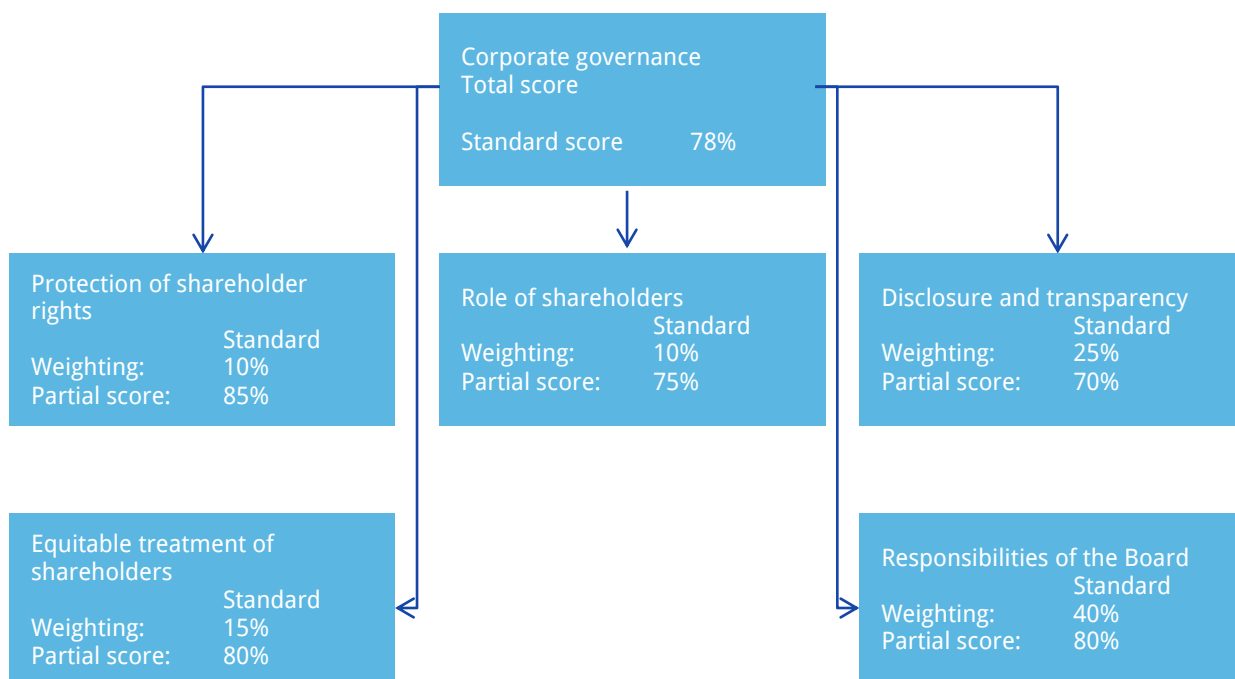 Corporate governance
Total score
Standard score 78%
Protection of shareholder
rights
Standard
Weighting: 10%
Partial score: 85%
Role of shareholders
Standard
Weighting: 10%
Partial score: 75%
Disclosure and transparency
Standard
Weighting: 25%
Partial score: 70%
Equitable treatment of
shareholders
Standard
Weighting: 15%
Partial score: 80%
Responsibilities of the Board
Standard
Weighting: 40%
Partial score: 80%